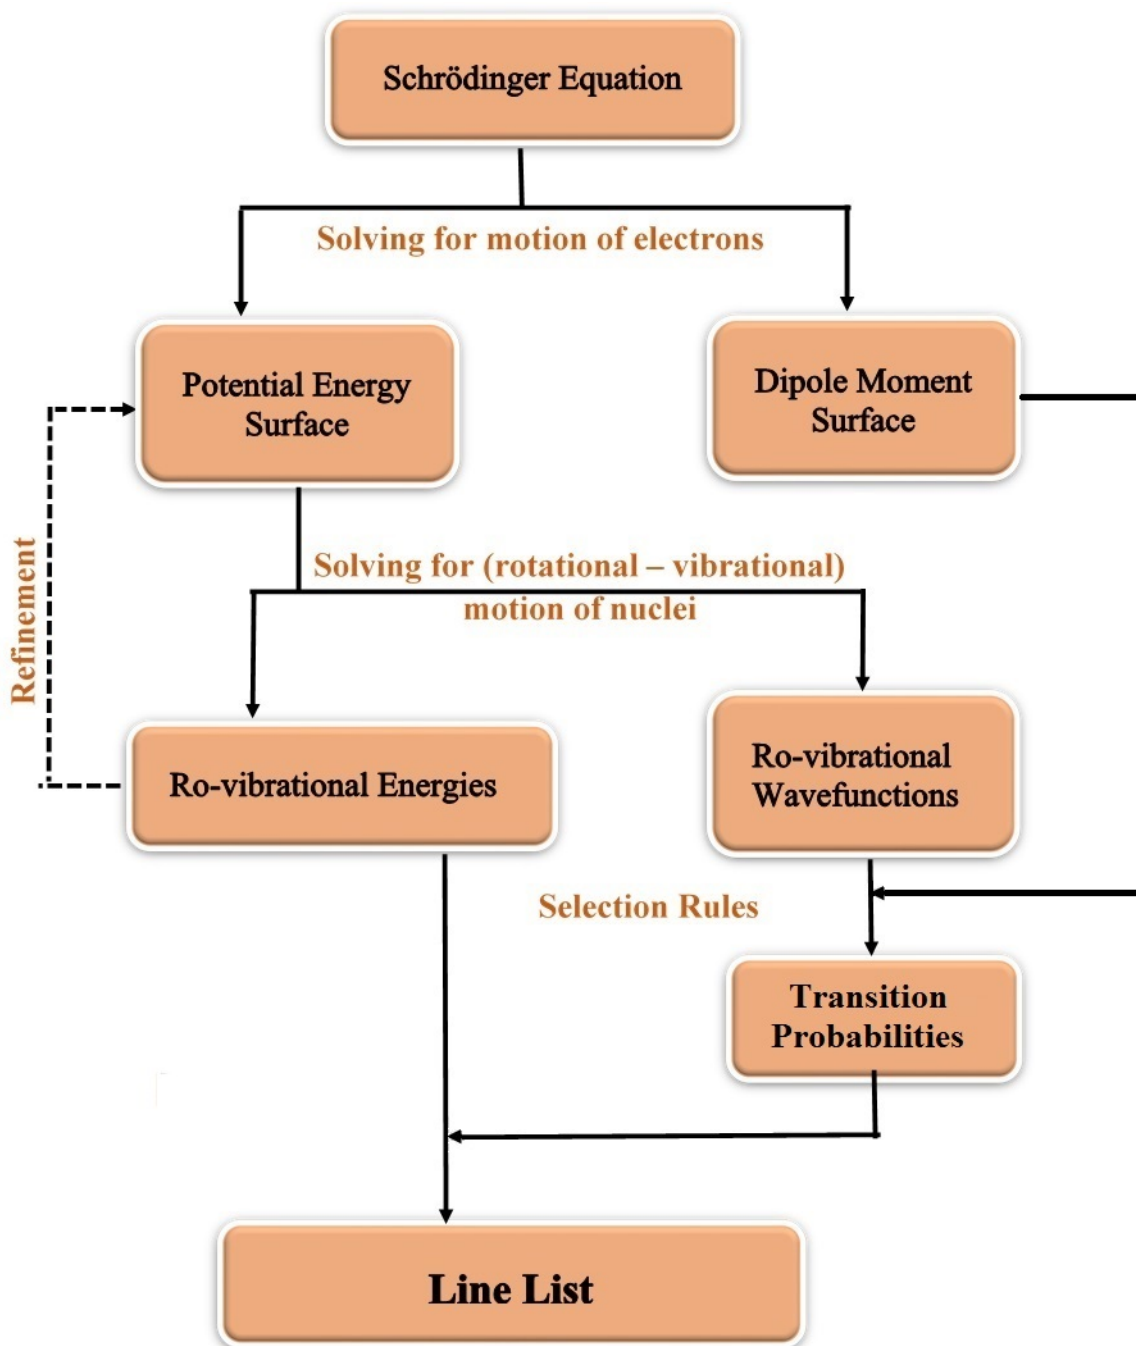 Schrödinger Equation
Solving for motion of electrons
Potential Energy
Surface
Dipole Moment
Surface
Refinement
Solving for (rotational – vibrational)
motion of nuclei
Ro-vibrational Energies
Ro-vibrational
Wavefunctions
Selection Rules
Transition
Probabilities
Line List